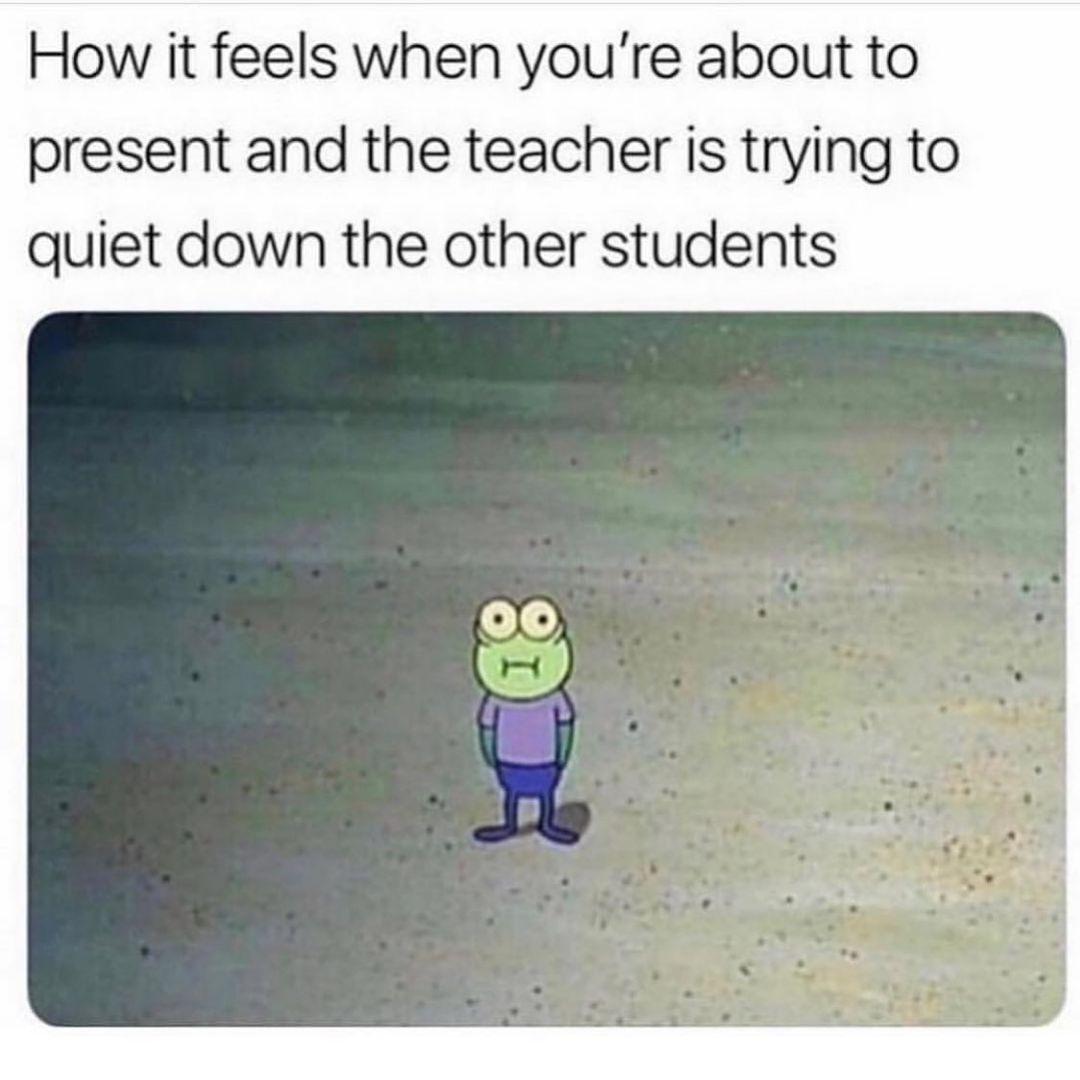 How it feels when you're about to
present and the teacher is trying to
quiet down the other students